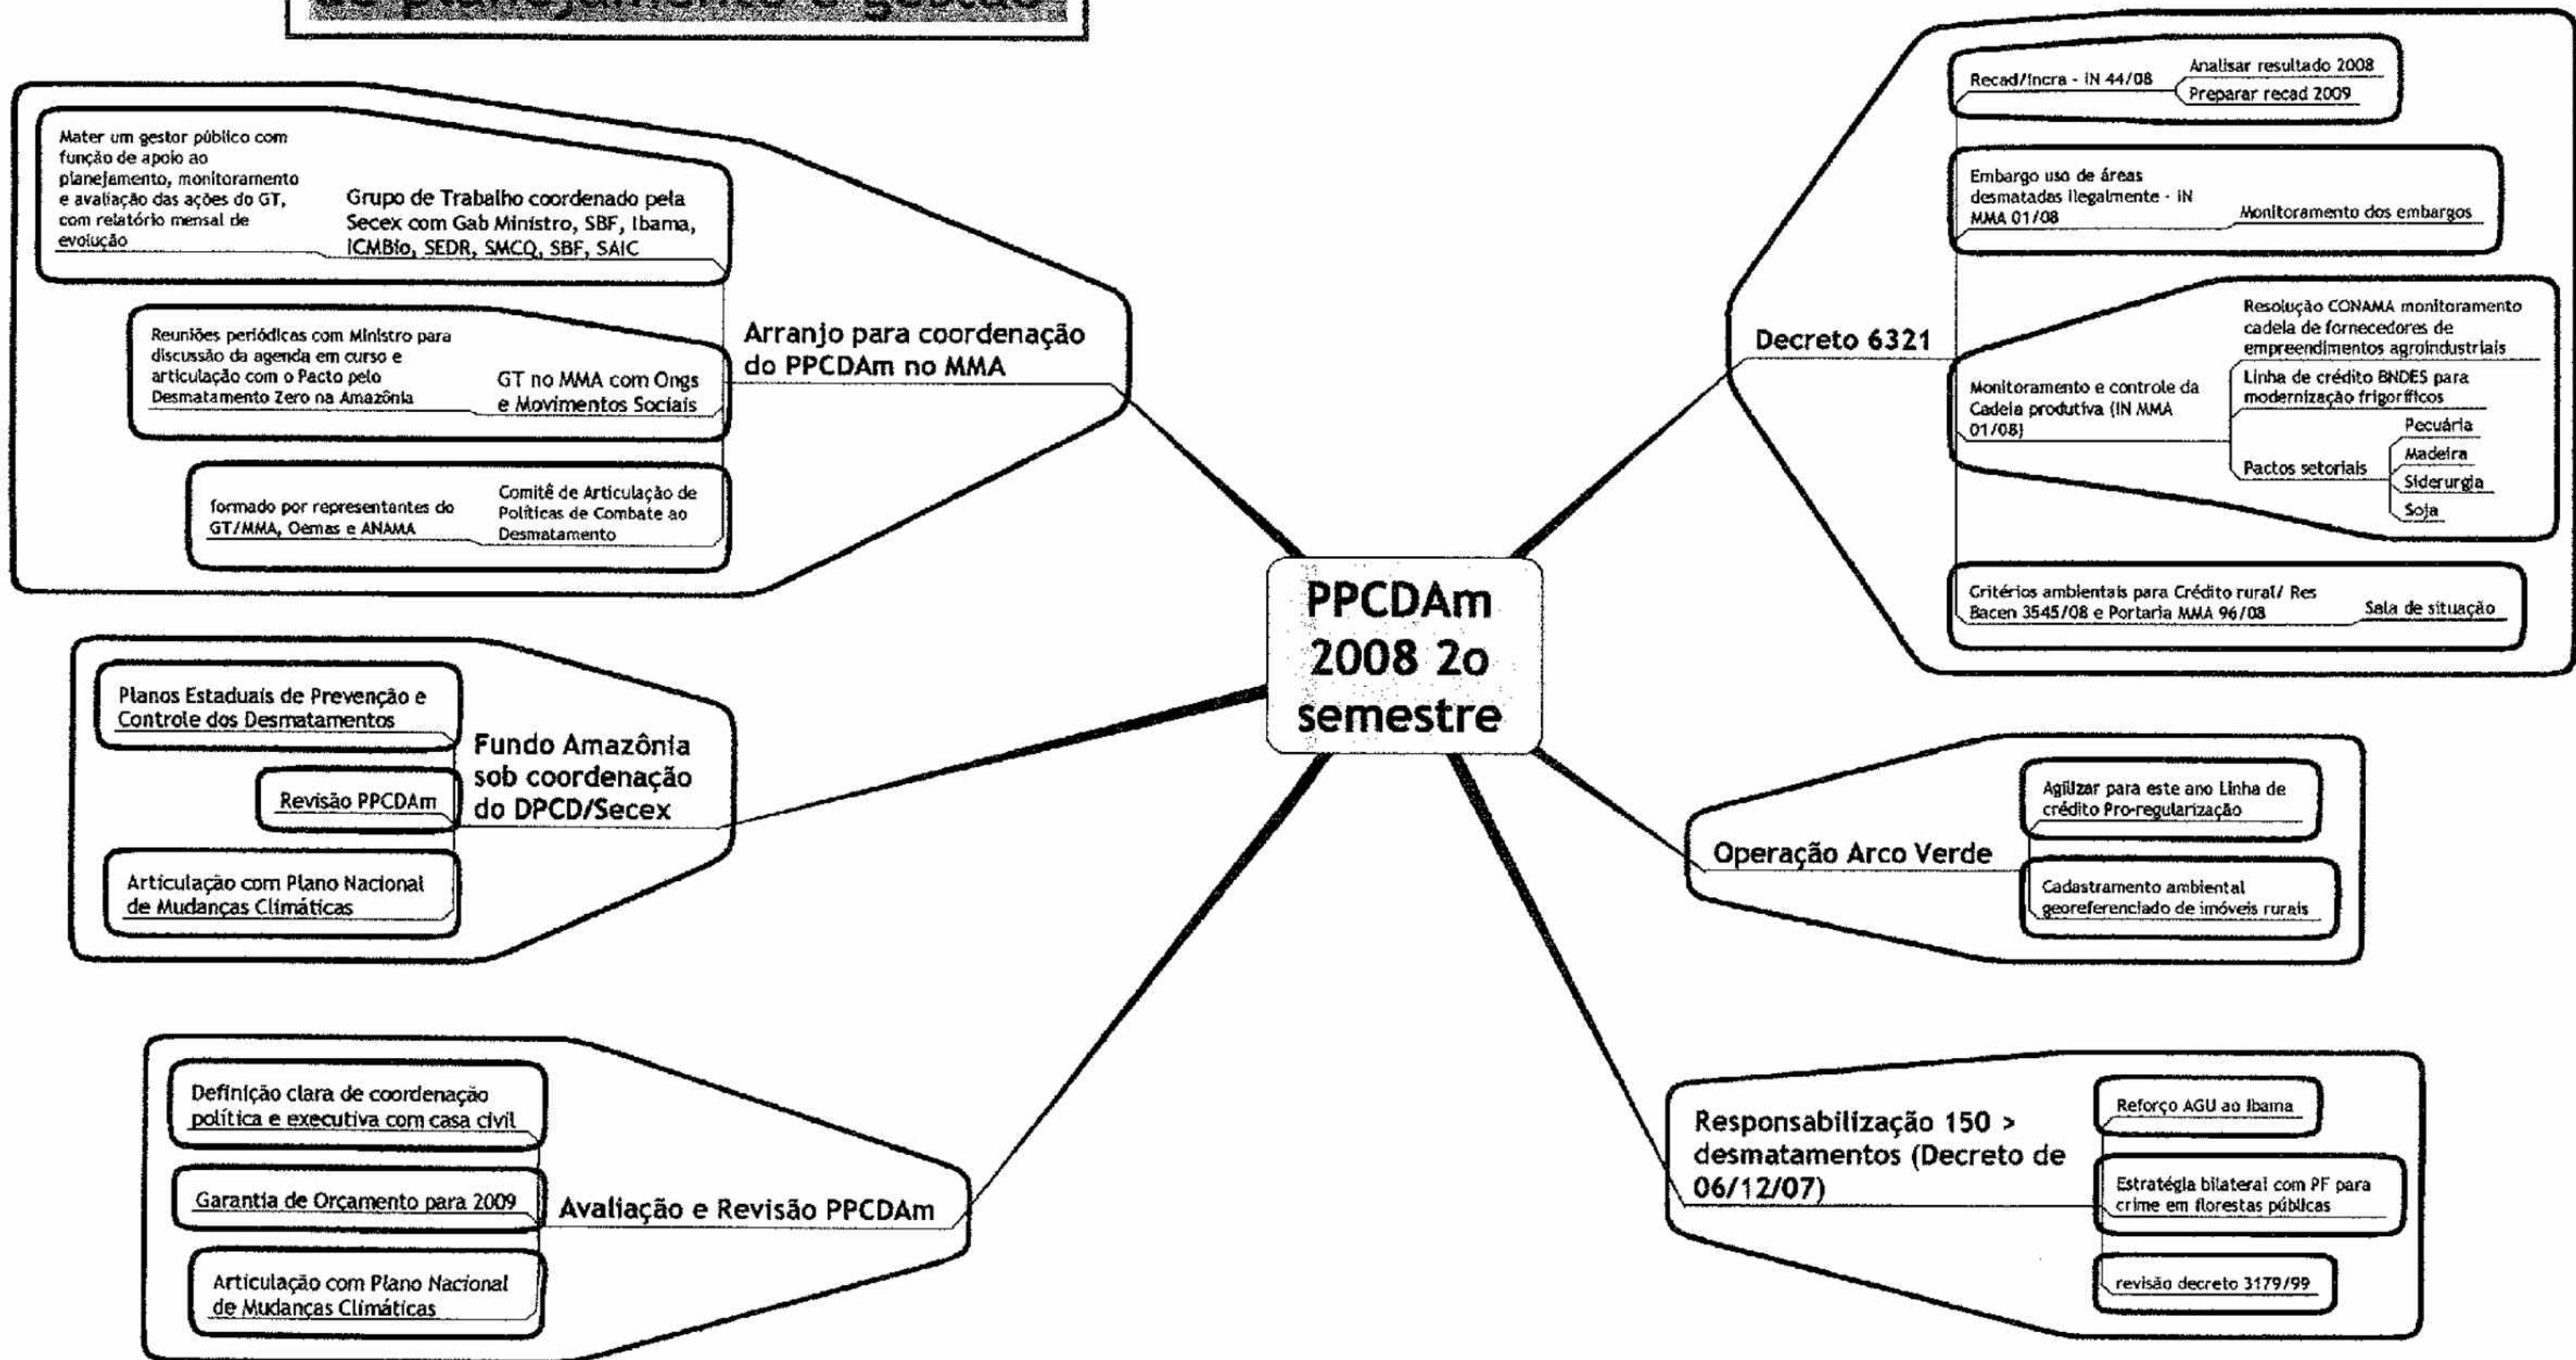 de planejamento e gestão
Mater um gestor público com
função de apoio ao
planejamento, monitoramento
e avaliação das ações do GT,
com relatório mensal de
evolução
Grupo de Trabalho coordenado pela
Secex com Gab Ministro, SBF, Ibama,
ICMBio, SEDR, SMCQ, SBF, SAIC
Reuniões periódicas com Ministro para
discussão da agenda em curso e
articulação com o Pacto pelo
Desmatamento Zero na Amazônia
GT no MMA com Ongs
e Movimentos Sociais
formado por representantes do
GT/MMA, Oemas e ANAMA
Comitê de Articulação de
Políticas de Combate ao
Desmatamento
Arranjo para coordenação
do PPCDAm no MMA
Planos Estaduais de Prevenção e
Controle dos Desmatamentos
Revisão PPCDAm
Articulação com Plano Nacional
de Mudanças Climáticas
Fundo Amazônia
sob coordenação
do DPCD/Secex
Definição clara de coordenação
política e executiva com casa civil
Garantia de Orçamento para 2009
Articulação com Plano Nacional
de Mudanças Climáticas
Avaliação e Revisão PPCDAm
PPCDAm
2008 2o
semestre
Decreto 6321
Recad/Incra - IN 44/08
Analisar resultado 2008
Preparar recad 2009
Embargo uso de áreas
desmatadas ilegalmente - IN
MMA 01/08
Monitoramento dos embargos
Monitoramento e controle da
Cadeia produtiva (IN MMA
01/08)
Resolução CONAMA monitoramento
cadeia de fornecedores de
empreendimentos agroindustriais
Linha de crédito BNDES para
modernização frigoríficos
Pactos setoriais
Pecuária
Madeira
Siderurgia
Soja
Critérios ambientais para Crédito rural/ Res
Bacen 3545/08 e Portaria MMA 96/08
Sala de situação
Operação Arco Verde
Agilizar para este ano Linha de
crédito Pro-regularização
Cadastramento ambiental
georeferenciado de imóveis rurais
Responsabilização 150 >
desmatamentos (Decreto de
06/12/07)
Reforço AGU ao Ibama
Estratégia bilateral com PF para
crime em florestas públicas
revisão decreto 3179/99